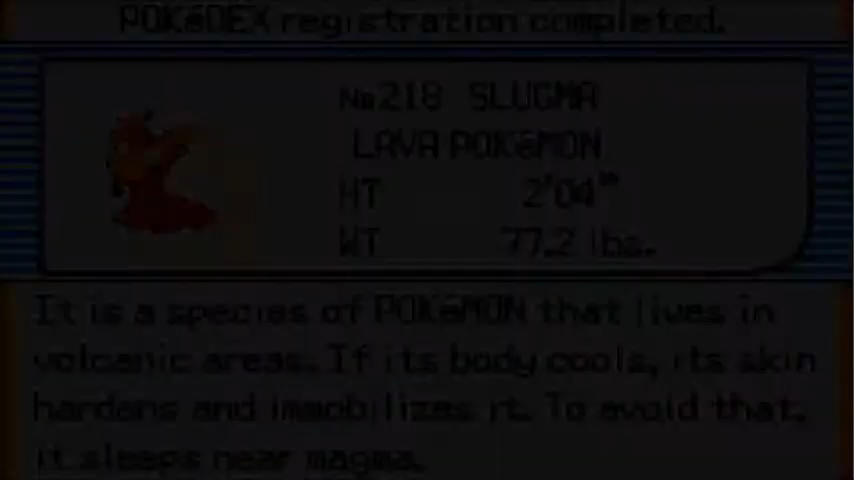 POKéDEX registration completed.
№218 SLUGMA
LAVA POKéMON
HT 2'04"
WT 77.2 lbs.
It is a species of POKéMON that lives in
volcanic areas. If its body cools, its skin
hardens and immobilizes it. To avoid that,
it sleeps near magma.